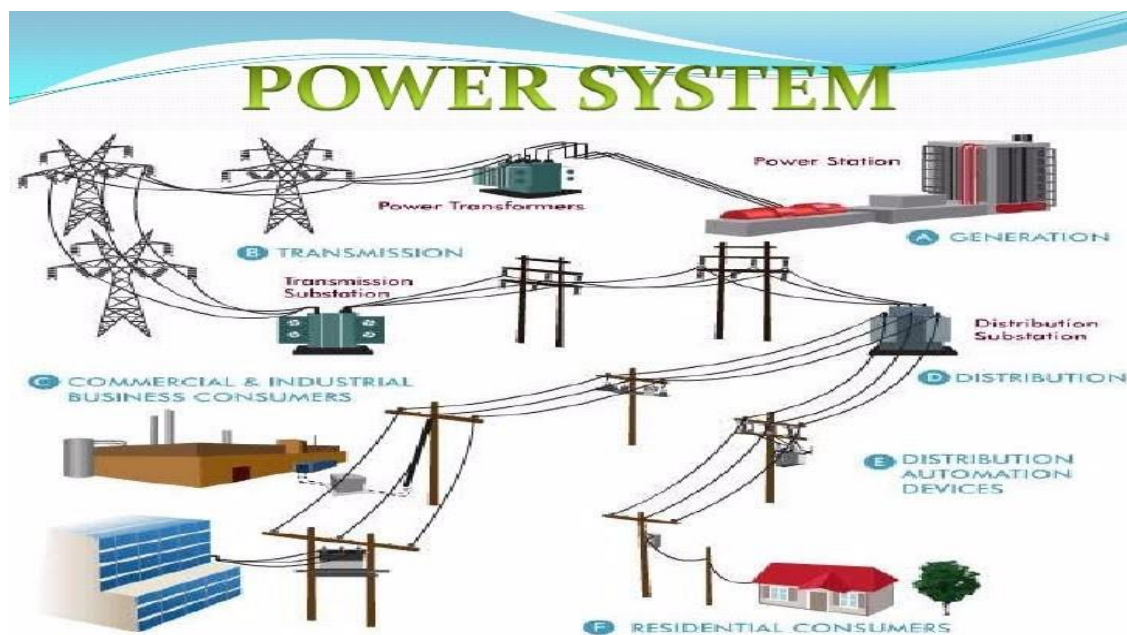 POWER SYSTEM
Power Station
Power Transformers
A GENERATION
B TRANSMISSION
Transmission
Substation
Distribution
Substation
C COMMERCIAL & INDUSTRIAL
BUSINESS CONSUMERS
D DISTRIBUTION
E DISTRIBUTION
AUTOMATION
DEVICES
F RESIDENTIAL CONSUMERS